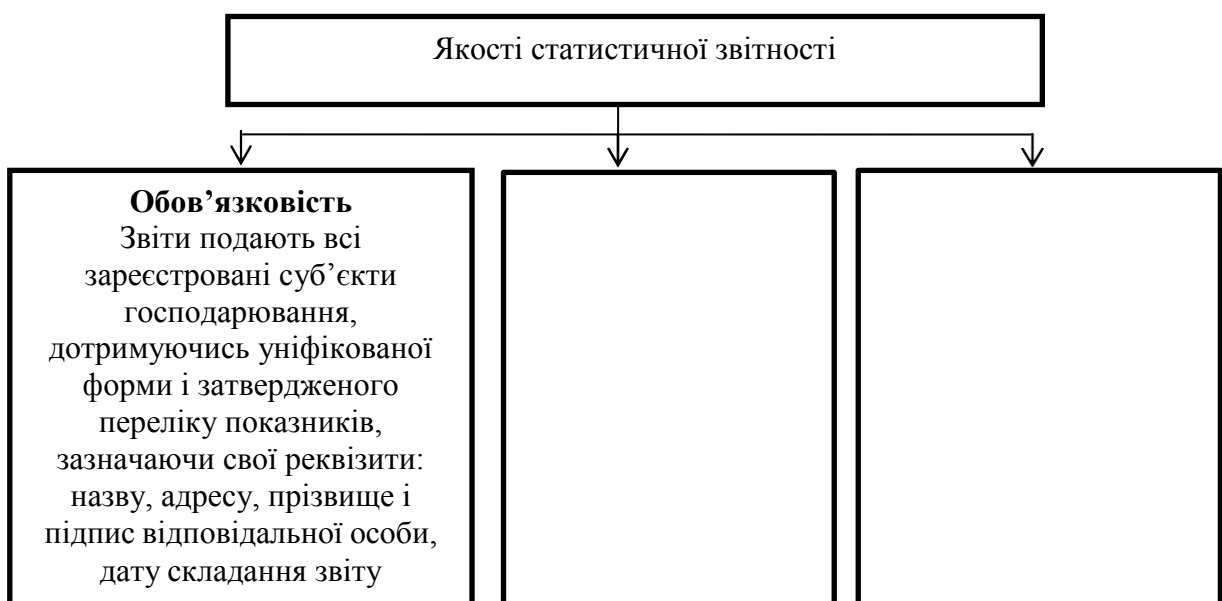 Якості статистичної звітності
Обов’язковість
Звіти подають всі
зареєстровані суб’єкти
господарювання,
дотримуючись уніфікованої
форми і затвердженого
переліку показників,
зазначаючи свої реквізити:
назву, адресу, прізвище і
підпис відповідальної особи,
дату складання звіту